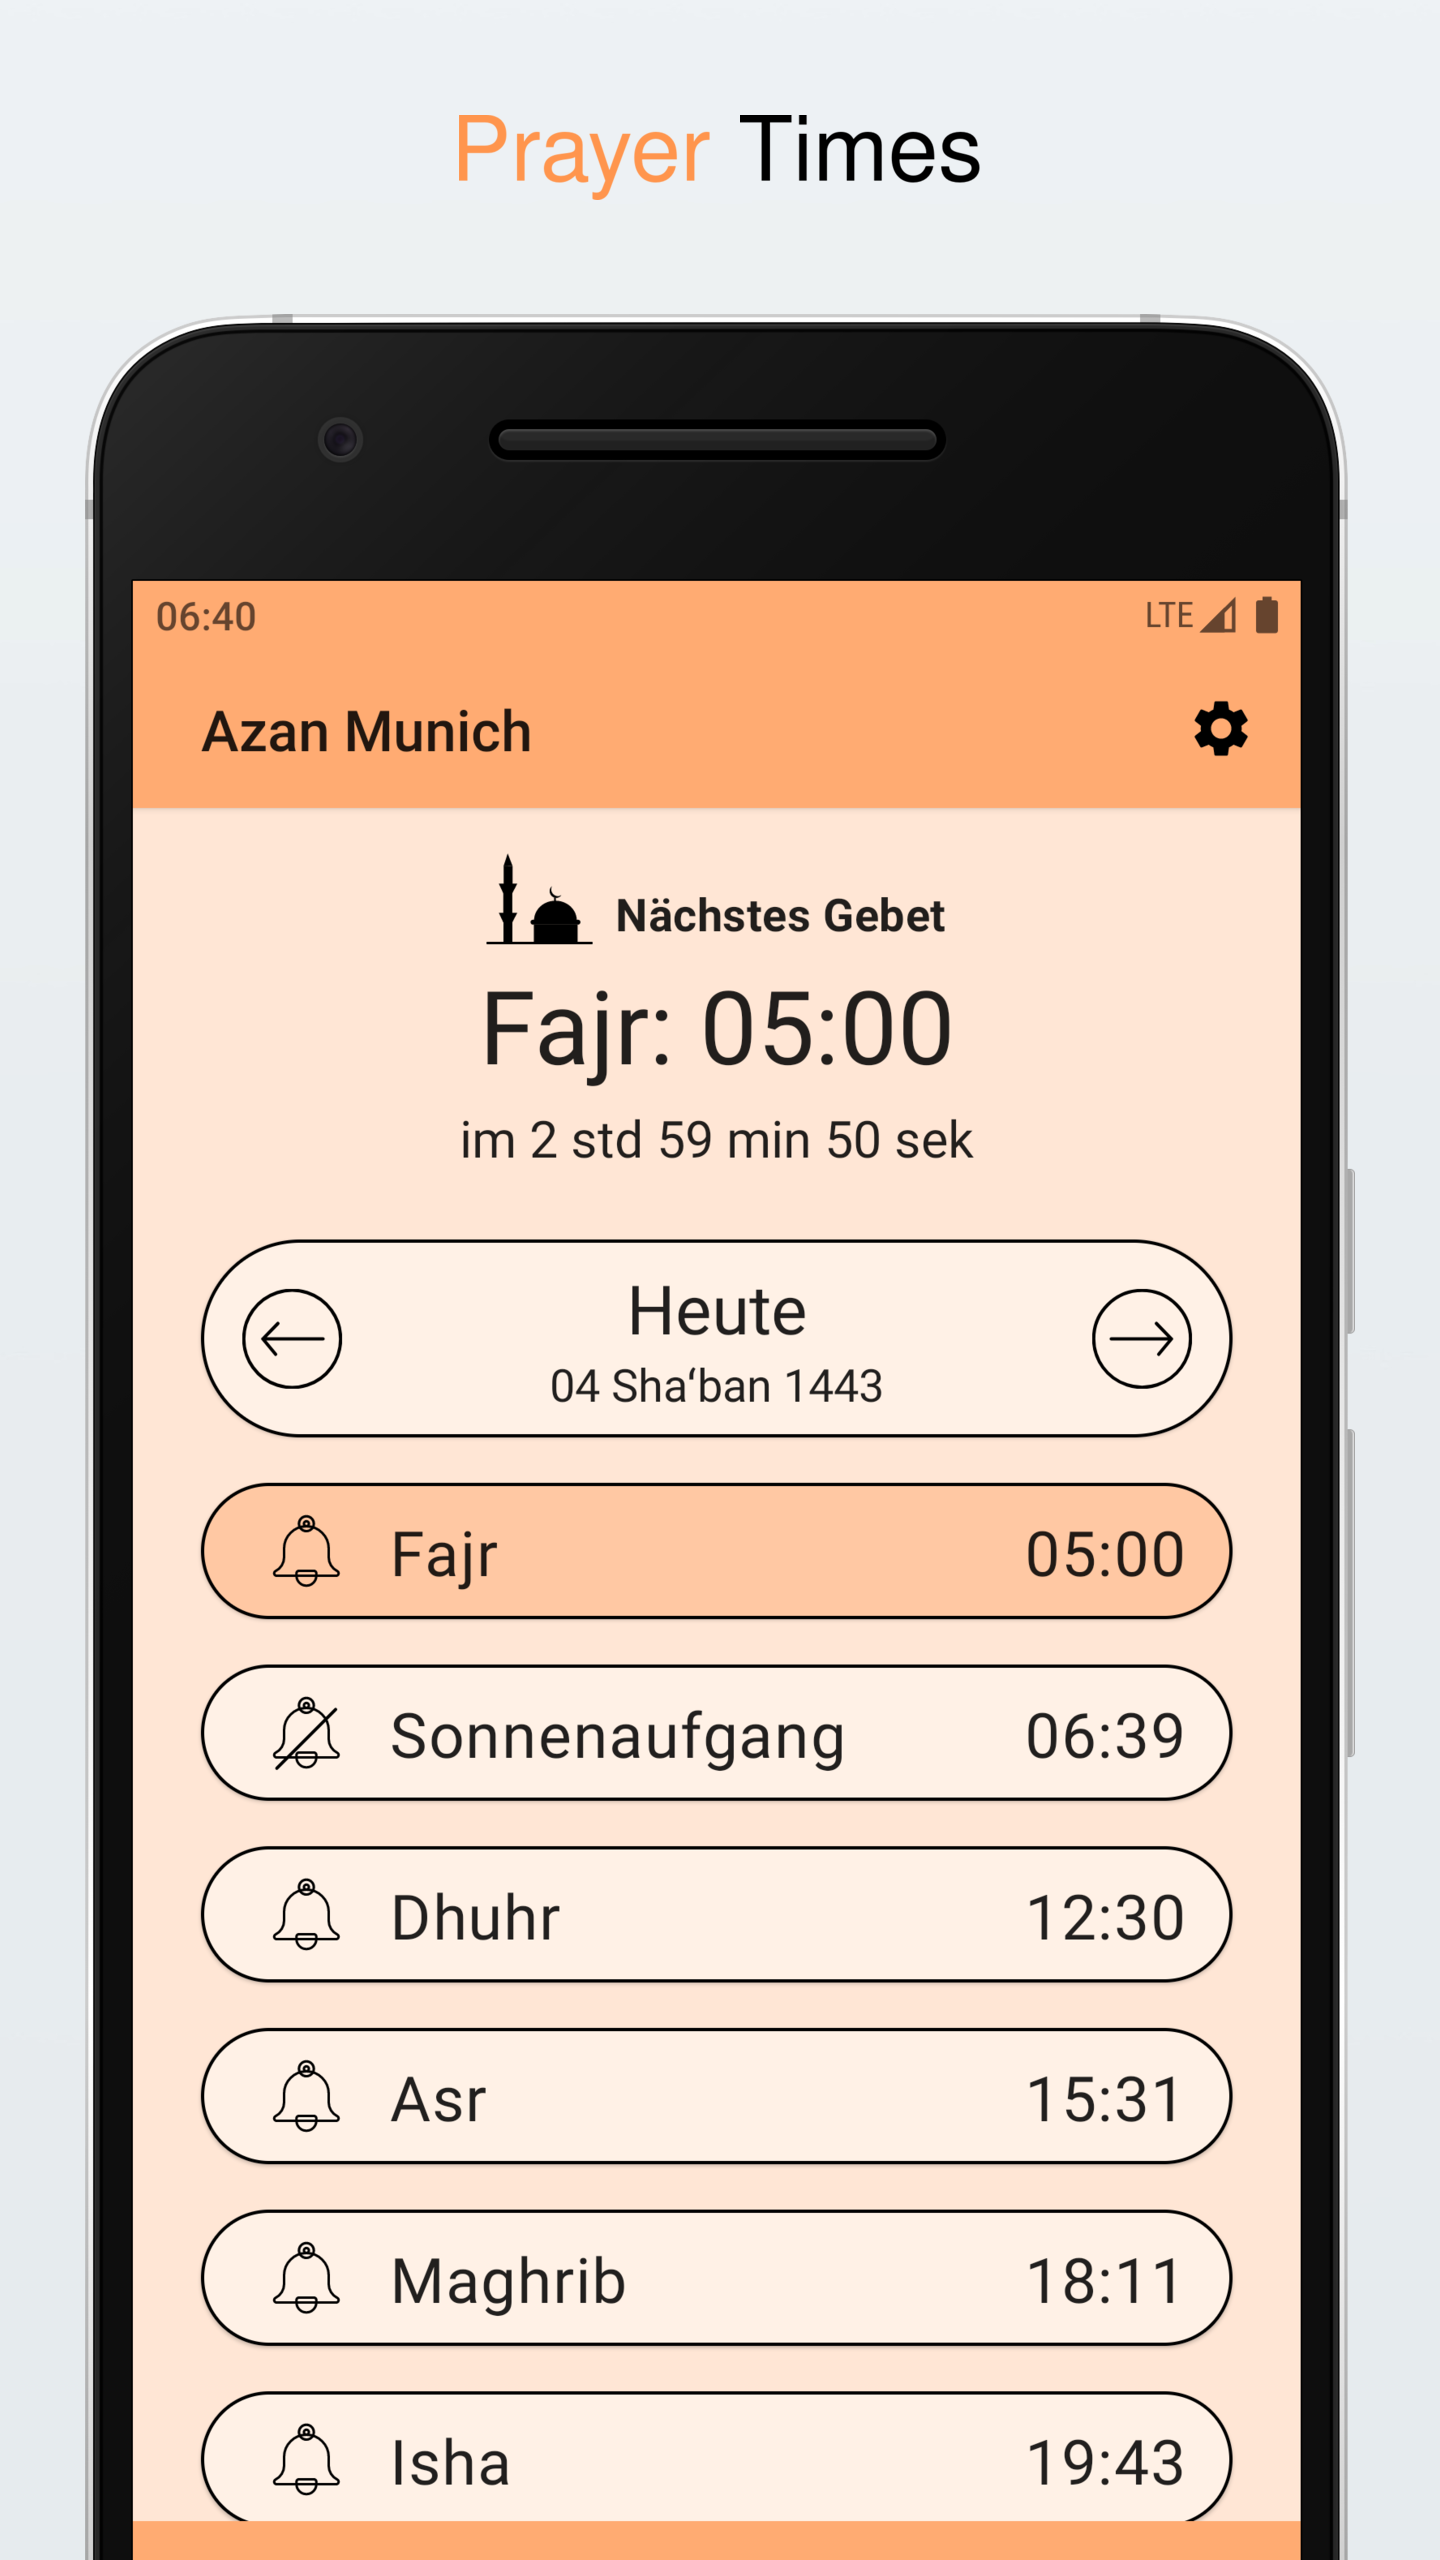 Prayer Times
06:40 LTE
Azan Munich
Nächstes Gebet
Fajr: 05:00
im 2 std 59 min 50 sek
Heute
04 Sha‘ban 1443
Fajr 05:00
Sonnenaufgang 06:39
Dhuhr 12:30
Asr 15:31
Maghrib 18:11
Isha 19:43